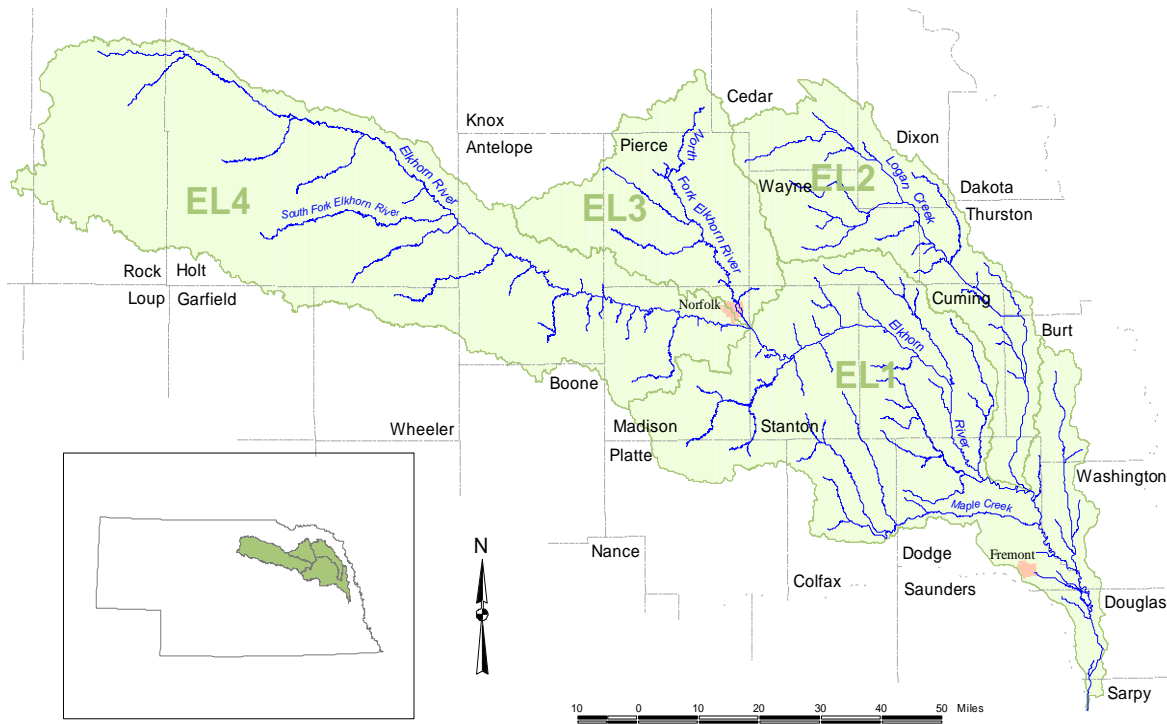 Cedar
Knox
Antelope
Pierce
Dixon
North
Fork Elkhorn River
Logan
Creek
Elkhorn River
Wayne
EL2
Dakota
Thurston
EL4
EL3
South Fork Elkhorn River
Rock
Holt
Loup
Garfield
Norfolk
Cuming
Burt
Elkhorn
River
EL1
Boone
Wheeler
Madison
Stanton
Platte
Washington
Maple Creek
Nance
Dodge
Fremont
Colfax
Saunders
Douglas
N
Sarpy
10 0 10 20 30 40 50 Miles